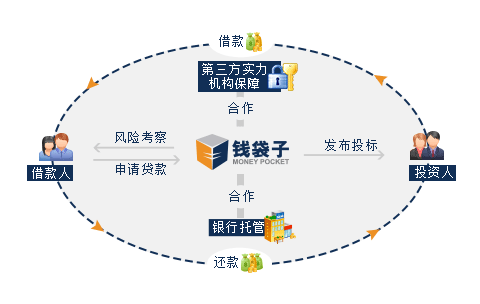 借款
第三方实力
机构保障
合作
风险考察
钱袋子
MONEY POCKET
发布投标
借款人
申请贷款
投资人
合作
银行托管
还款